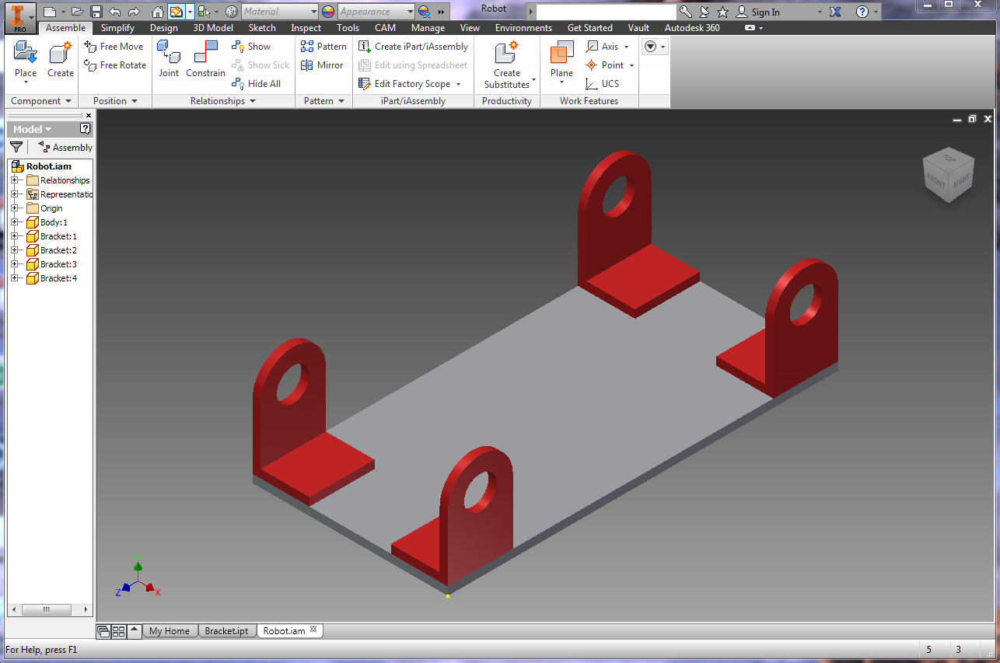 Material
Appearance
Robot
Sign In
PRO
Assemble Simplify Design 3D Model Sketch Inspect Tools CAM Manage View Environments Get Started Vault Autodesk 360
Place
Create
Free Move
Free Rotate
Joint
Constrain
Show
Show Sick
Hide All
Pattern
Mirror
Create iPart/iAssembly
Edit using Spreadsheet
Edit Factory Scope
Create
Substitutes
Plane
Axis
Point
UCS
Component Position Relationships Pattern iPart/iAssembly Productivity Work Features
Model
Assembly
Robot.iam
Relationships
Representatio
Origin
Body:1
Bracket:1
Bracket:2
Bracket:3
Bracket:4
TOP
FRONT
RIGHT
Z
X
My Home Bracket.ipt Robot.iam
For Help, press F1
5 3